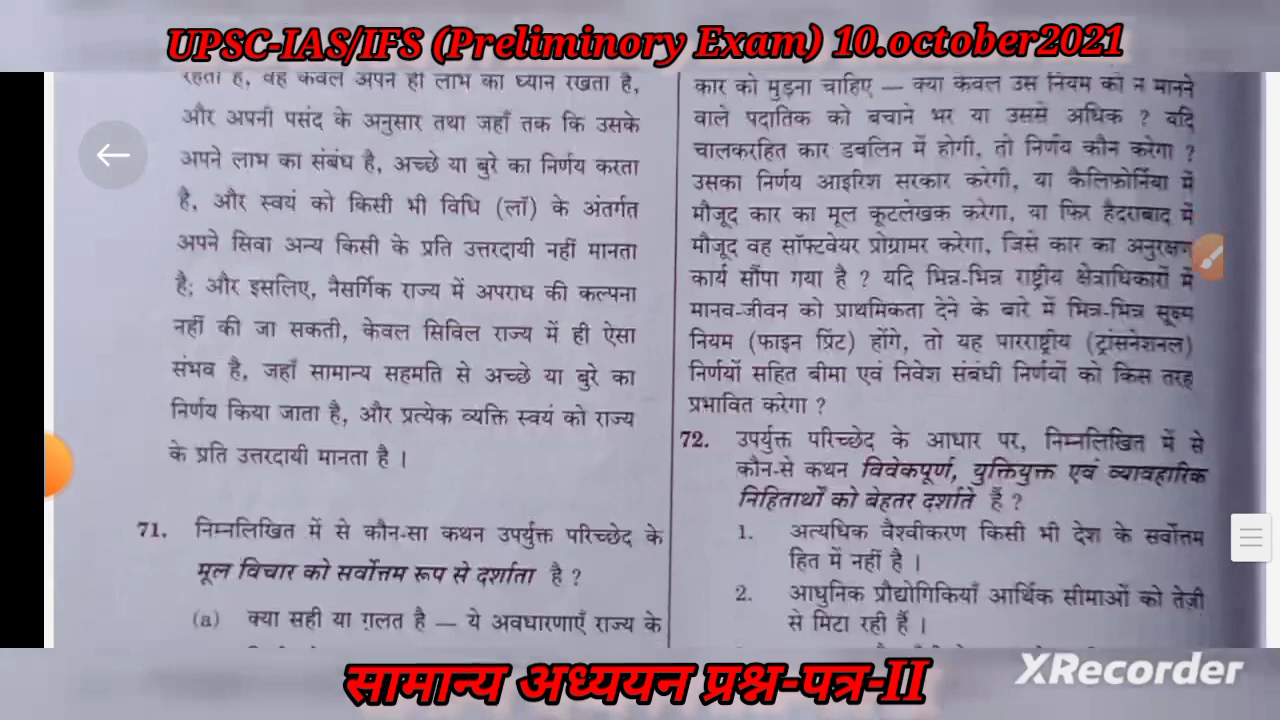 UPSC-IAS/IFS (Preliminory Exam) 10.october2021
रहता है, वह केवल अपने ही लाभ का ध्यान रखता है,
और अपनी पसंद के अनुसार तथा जहाँ तक कि उसके
अपने लाभ का संबंध है, अच्छे या बुरे का निर्णय करता
है, और स्वयं को किसी भी विधि (लॉ) के अंतर्गत
अपने सिवा अन्य किसी के प्रति उत्तरदायी नहीं मानता
है; और इसलिए, नैसर्गिक राज्य में अपराध की कल्पना
नहीं की जा सकती, केवल सिविल राज्य में ही ऐसा
संभव है, जहाँ सामान्य सहमति से अच्छे या बुरे का
निर्णय किया जाता है, और प्रत्येक व्यक्ति स्वयं को राज्य
के प्रति उत्तरदायी मानता है ।
71. निम्नलिखित में से कौन-सा कथन उपर्युक्त परिच्छेद के
मूल विचार को सर्वोत्तम रूप से दर्शाता है ?
(a) क्या सही या ग़लत है — ये अवधारणाएँ राज्य के
कार को मुड़ना चाहिए — क्या केवल उस नियम को न मानने
वाले पदातिक को बचाने भर या उससे अधिक ? यदि
चालकरहित कार डबलिन में होगी, तो निर्णय कौन करेगा ?
उसका निर्णय आइरिश सरकार करेगी, या कैलिफोर्निया में
मौजूद कार का मूल कूटलेखक करेगा, या फिर हैदराबाद में
मौजूद वह सॉफ्टवेयर प्रोग्रामर करेगा, जिसे कार का अनुरक्षण
कार्य सौंपा गया है ? यदि भिन्न-भिन्न राष्ट्रीय क्षेत्राधिकारों में
मानव-जीवन को प्राथमिकता देने के बारे में भिन्न-भिन्न सूक्ष्म
नियम (फाइन प्रिंट) होंगे, तो यह पारराष्ट्रीय (ट्रांसनेशनल)
निर्णयों सहित बीमा एवं निवेश संबंधी निर्णयों को किस तरह
प्रभावित करेगा ?
72. उपर्युक्त परिच्छेद के आधार पर, निम्नलिखित में से
कौन-से कथन विवेकपूर्ण, युक्तियुक्त एवं व्यावहारिक
निहितार्थों को बेहतर दर्शाते हैं ?
1. अत्यधिक वैश्वीकरण किसी भी देश के सर्वोत्तम
हित में नहीं है ।
2. आधुनिक प्रौद्योगिकियाँ आर्थिक सीमाओं को तेज़ी
से मिटा रही हैं ।
सामान्य अध्ययन प्रश्न-पत्र-II
XRecorder